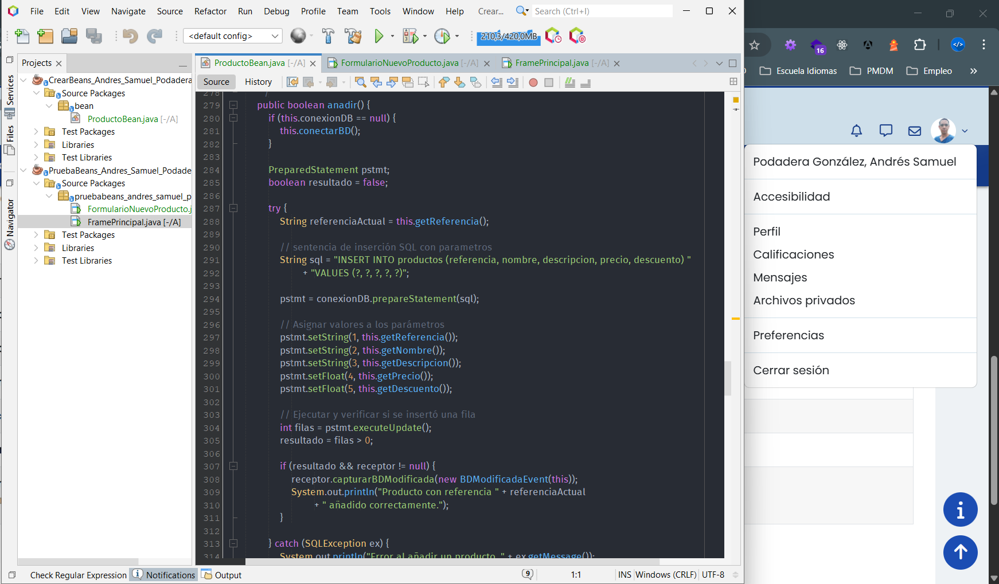 File Edit View Navigate Source Refactor Run Debug Profile Team Tools Window Help Crear... Search (Ctrl+I)
<default config> 210,3/420,0MB
Projects
CrearBeans_Andres_Samuel_Podadera
Source Packages
bean
ProductoBean.java [-/A]
Test Packages
Libraries
Test Libraries
PruebaBeans_Andres_Samuel_Podade
Source Packages
pruebabeans_andres_samuel_p
FormularioNuevoProducto.j
FramePrincipal.java [-/A]
Test Packages
Libraries
Test Libraries
Services
Files
Navigator
ProductoBean.java [-/A] FormularioNuevoProducto.java [-/A] FramePrincipal.java [-/A]
Source History
278
279 public boolean anadir() {
280 if (this.conexionDB == null) {
281 this.conectarBD();
282 }
283
284 PreparedStatement pstmt;
285 boolean resultado = false;
286
287 try {
288 String referenciaActual = this.getReferencia();
289
290 // sentencia de inserción SQL con parametros
291 String sql = "INSERT INTO productos (referencia, nombre, descripcion, precio, descuento) "
292 + "VALUES (?, ?, ?, ?, ?)";
293
294 pstmt = conexionDB.prepareStatement(sql);
295
296 // Asignar valores a los parámetros
297 pstmt.setString(1, this.getReferencia());
298 pstmt.setString(2, this.getNombre());
299 pstmt.setString(3, this.getDescripcion());
300 pstmt.setFloat(4, this.getPrecio());
301 pstmt.setFloat(5, this.getDescuento());
302
303 // Ejecutar y verificar si se insertó una fila
304 int filas = pstmt.executeUpdate();
305 resultado = filas > 0;
306
307 if (resultado && receptor != null) {
308 receptor.capturarBDModificada(new BDModificadaEvent(this));
309 System.out.println("Producto con referencia " + referenciaActual
310 + " añadido correctamente.");
311 }
312
313 } catch (SQLException ex) {
314 System.out.println("Error al añadir un producto. " + ex.getMessage());
Check Regular Expression Notifications Output 9 1:1 INS Windows (CRLF) UTF-8
16
Escuela Idiomas PMDM Empleo »
Podadera González, Andrés Samuel
Accesibilidad
Perfil
Calificaciones
Mensajes
Archivos privados
Preferencias
Cerrar sesión